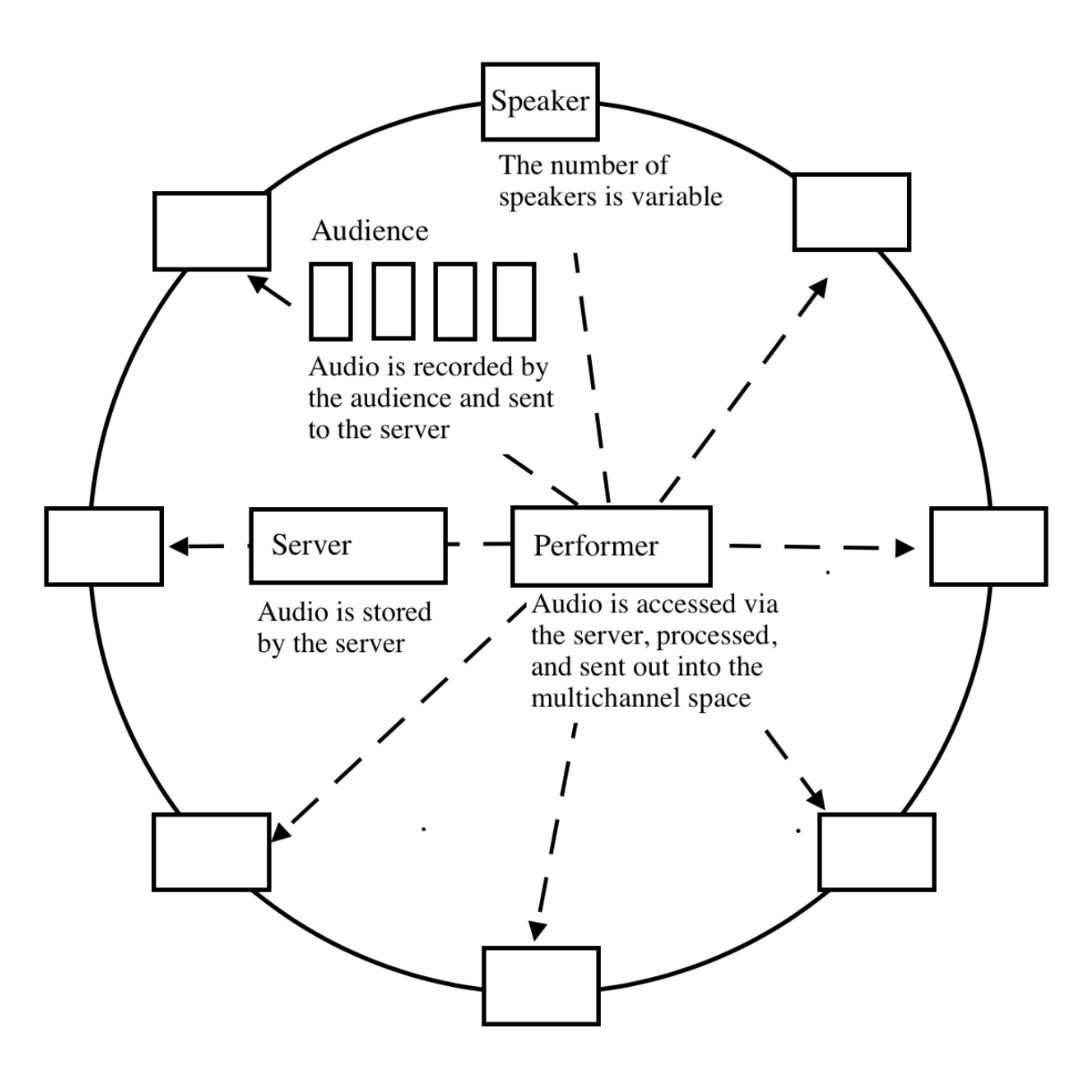 Speaker
The number of
speakers is variable
Audience
Audio is recorded by
the audience and sent
to the server
Server
Audio is stored
by the server
Performer
Audio is accessed via
the server, processed,
and sent out into the
multichannel space